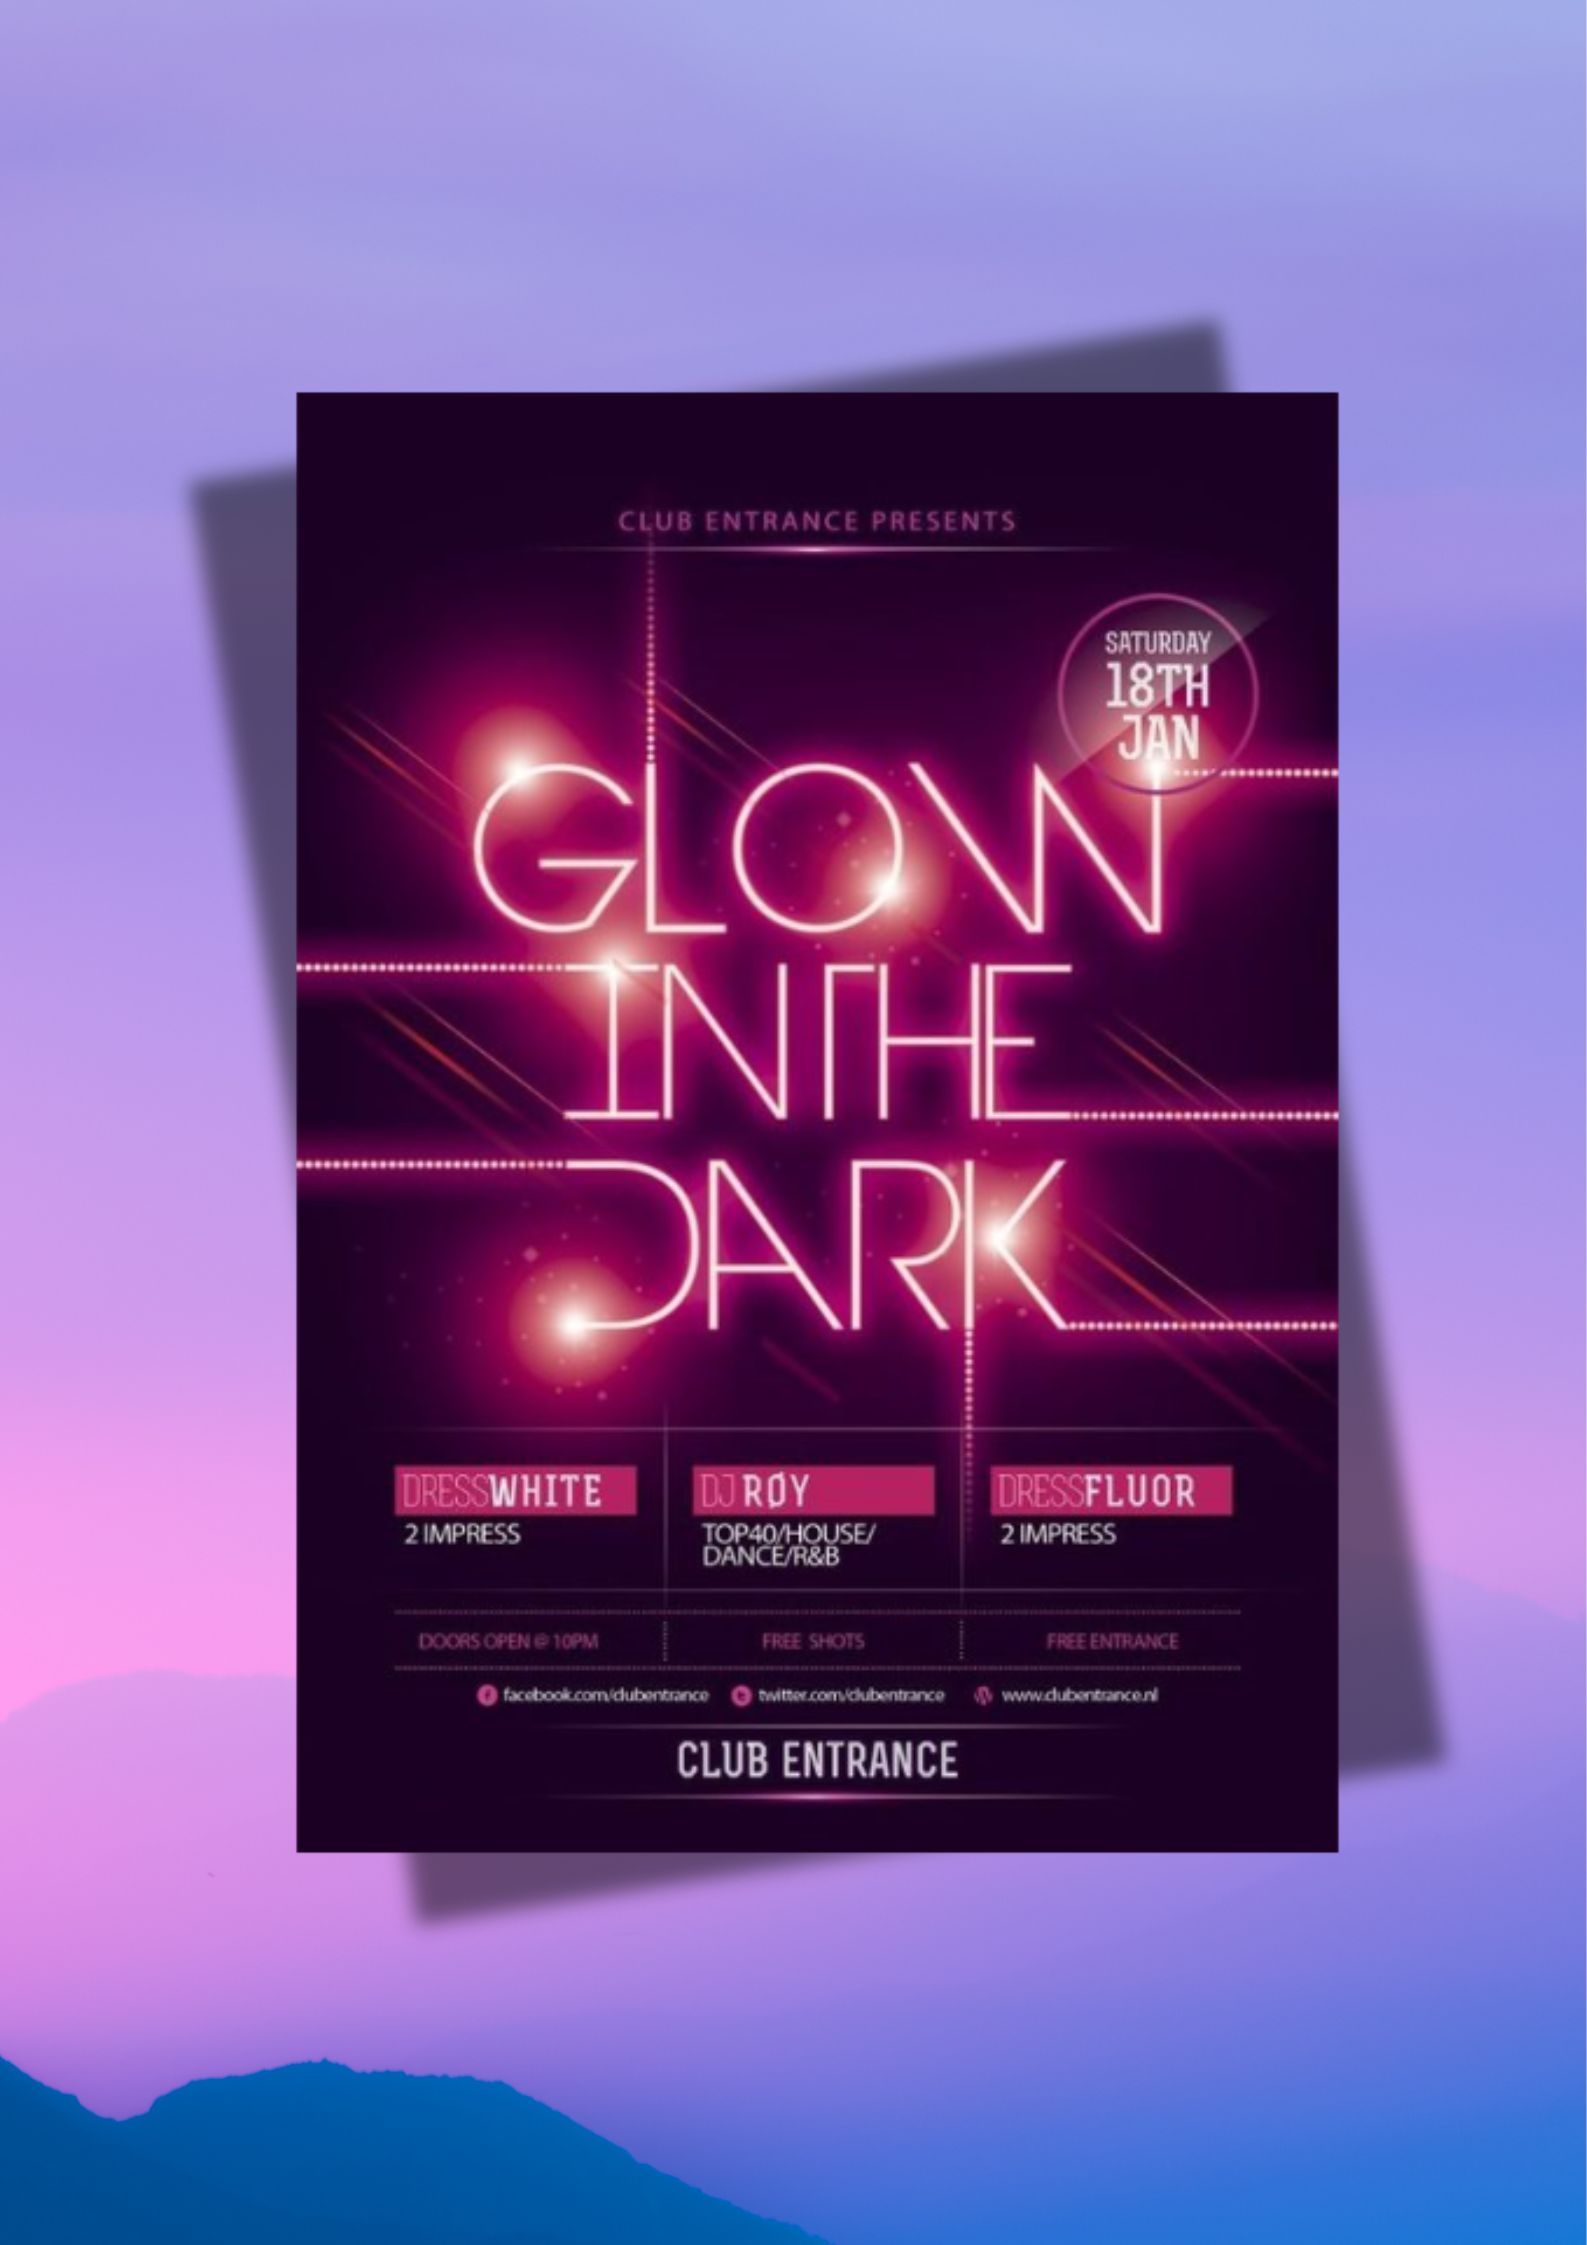 CLUB ENTRANCE PRESENTS
SATURDAY
18TH
JAN
GLOW
IN THE
DARK
DRESSWHITE
2 IMPRESS
DJ RØY
TOP40/HOUSE/
DANCE/R&B
DRESSFLUOR
2 IMPRESS
DOORS OPEN @ 10PM
FREE SHOTS
FREE ENTRANCE
facebook.com/clubentrance
twitter.com/clubentrance
www.clubentrance.nl
CLUB ENTRANCE